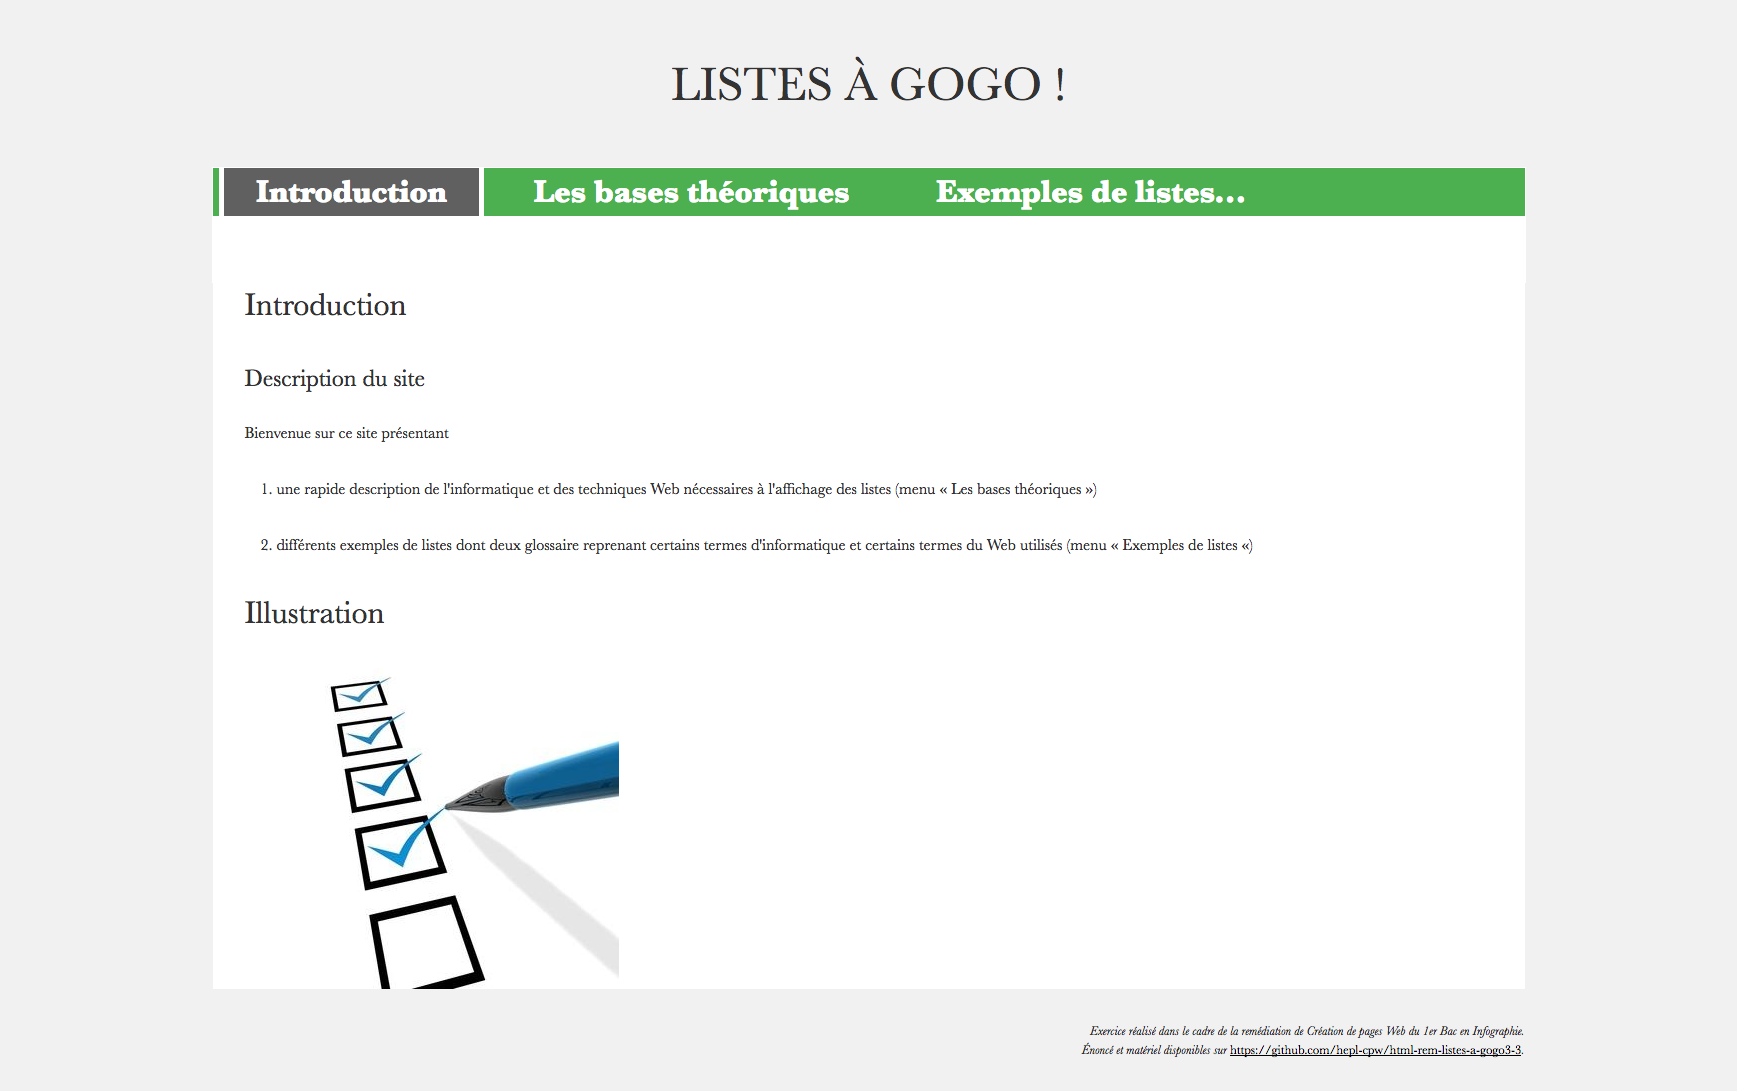 LISTES À GOGO !
Introduction Les bases théoriques Exemples de listes...
Introduction
Description du site
Bienvenue sur ce site présentant
1. une rapide description de l'informatique et des techniques Web nécessaires à l'affichage des listes (menu « Les bases théoriques »)
2. différents exemples de listes dont deux glossaire reprenant certains termes d'informatique et certains termes du Web utilisés (menu « Exemples de listes «)
Illustration
Exercice réalisé dans le cadre de la remédiation de Création de pages Web du 1er Bac en Infographie.
Énoncé et matériel disponibles sur https://github.com/hepl-cpw/html-rem-listes-a-gogo3-3.